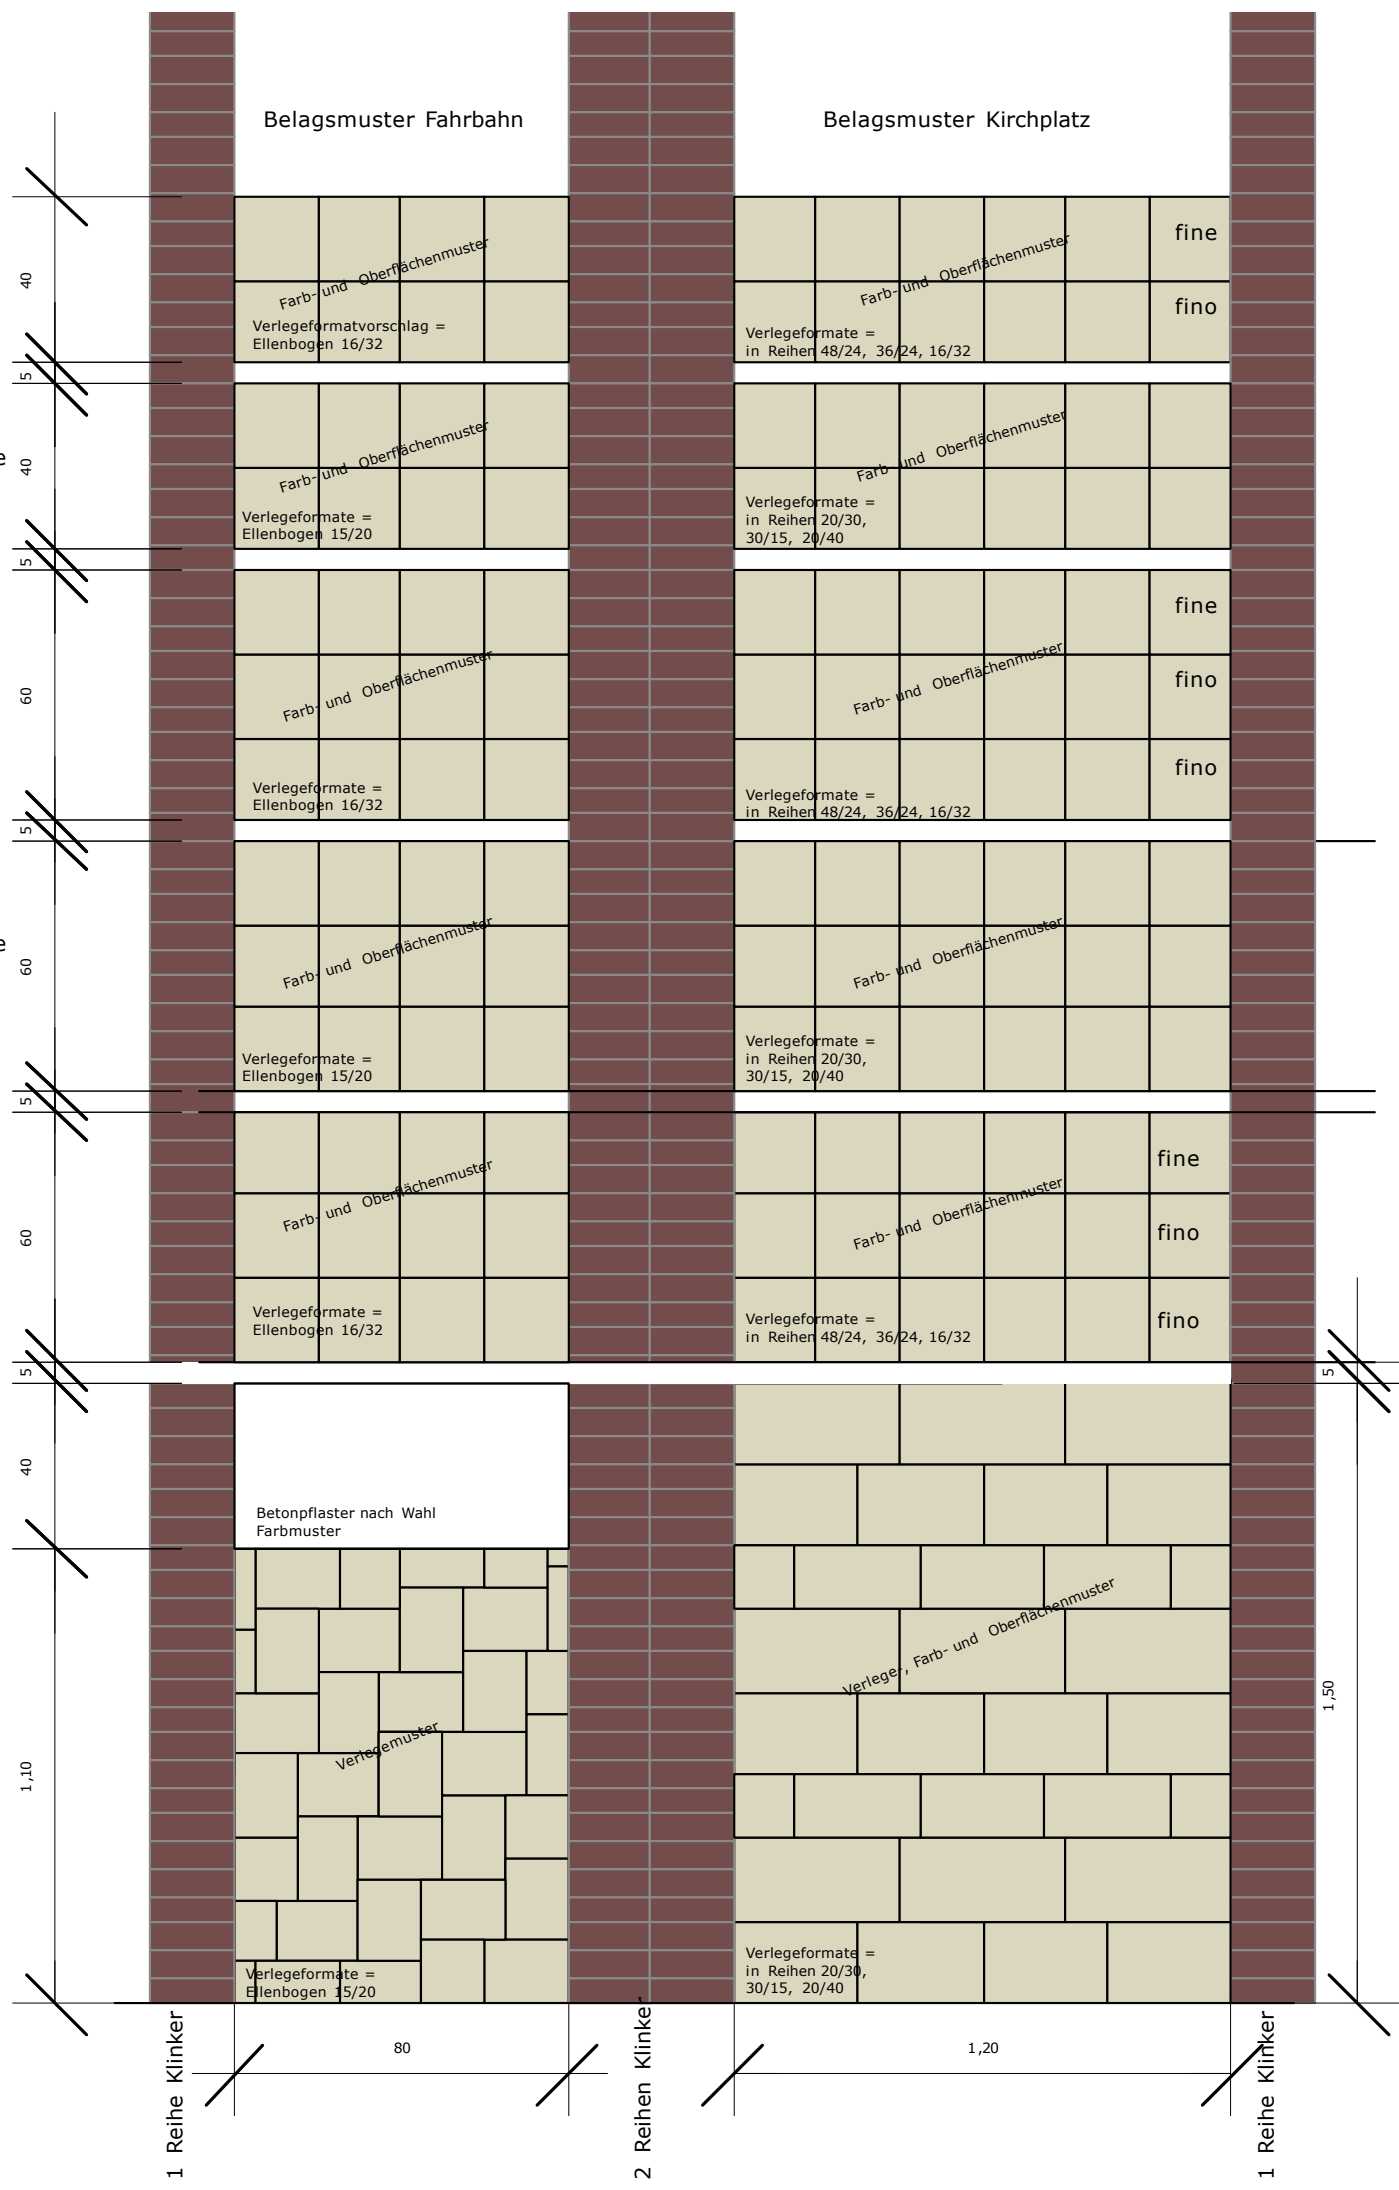 Belagsmuster Fahrbahn
Belagsmuster Kirchplatz
40
Farb- und Oberflächenmuster
Verlegeformatvorschlag =
Ellenbogen 16/32
Farb- und Oberflächenmuster
Verlegeformate =
in Reihen 48/24, 36/24, 16/32
fine
fino
5
40
Farb- und Oberflächenmuster
Verlegeformate =
Ellenbogen 15/20
Farb- und Oberflächenmuster
Verlegeformate =
in Reihen 20/30,
30/15, 20/40
5
60
Farb- und Oberflächenmuster
Verlegeformate =
Ellenbogen 16/32
Farb- und Oberflächenmuster
Verlegeformate =
in Reihen 48/24, 36/24, 16/32
fine
fino
fino
5
60
Farb- und Oberflächenmuster
Verlegeformate =
Ellenbogen 15/20
Farb- und Oberflächenmuster
Verlegeformate =
in Reihen 20/30,
30/15, 20/40
5
60
Farb- und Oberflächenmuster
Verlegeformate =
Ellenbogen 16/32
Farb- und Oberflächenmuster
Verlegeformate =
in Reihen 48/24, 36/24, 16/32
fine
fino
fino
5
5
40
Betonpflaster nach Wahl
Farbmuster
1,10
Verlegemuster
Verlegeformate =
Ellenbogen 15/20
Verlege-, Farb- und Oberflächenmuster
Verlegeformate =
in Reihen 20/30,
30/15, 20/40
1,50
1 Reihe Klinker
80
2 Reihen Klinker
1,20
1 Reihe Klinker